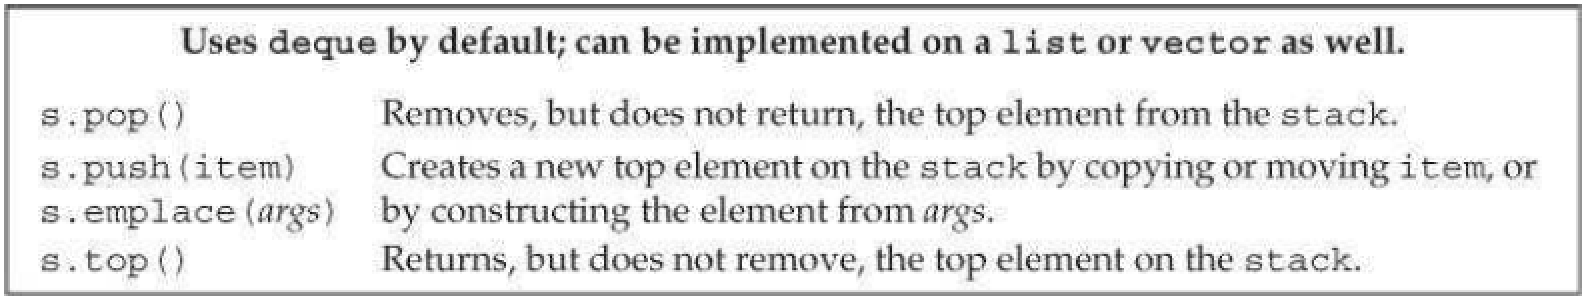 Uses deque by default; can be implemented on a list or vector as well.
s.pop() Removes, but does not return, the top element from the stack.
s.push(item) Creates a new top element on the stack by copying or moving item, or
s.emplace(args) by constructing the element from args.
s.top() Returns, but does not remove, the top element on the stack.